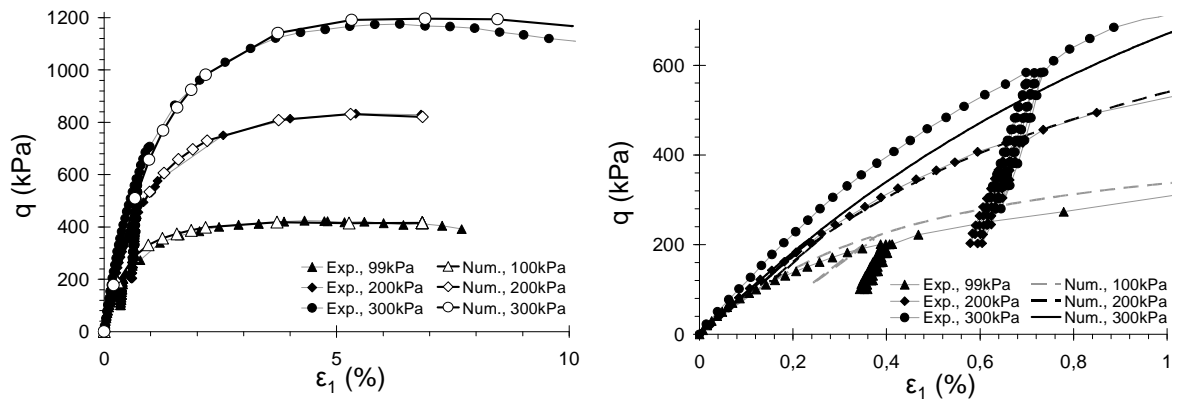 1200
1000
800
600
400
200
0
q (kPa)
Exp., 99kPa Num., 100kPa
Exp., 200kPa Num., 200kPa
Exp., 300kPa Num., 300kPa
0 5 10
ε1 (%)
600
400
200
0
q (kPa)
Exp., 99kPa Num., 100kPa
Exp., 200kPa Num., 200kPa
Exp., 300kPa Num., 300kPa
0 0,2 0,4 0,6 0,8 1
ε1 (%)